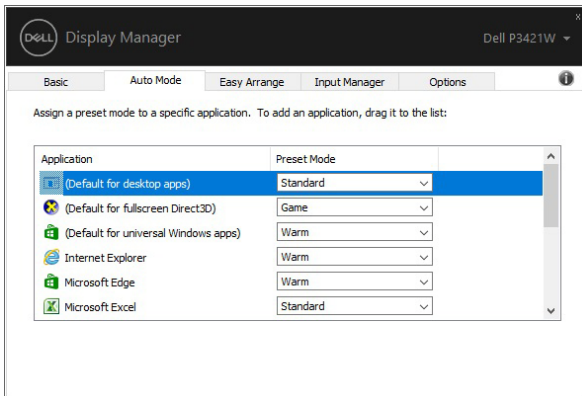 DELL Display Manager
Dell P3421W
Basic
Auto Mode
Easy Arrange
Input Manager
Options
Assign a preset mode to a specific application. To add an application, drag it to the list:
Application
Preset Mode
(Default for desktop apps)
Standard
(Default for fullscreen Direct3D)
Game
(Default for universal Windows apps)
Warm
Internet Explorer
Warm
Microsoft Edge
Warm
Microsoft Excel
Standard